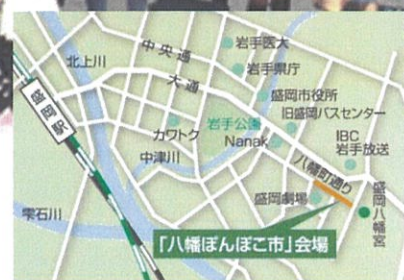 岩手医大
中央通
北上川
岩手県庁
大通
盛岡駅
盛岡市役所
旧盛岡バスセンター
岩手公園
カワトク
Nanak
中津川
IBC
岩手放送
八幡町通り
盛岡劇場
盛岡八幡宮
雫石川
「八幡ぽんぽこ市」会場